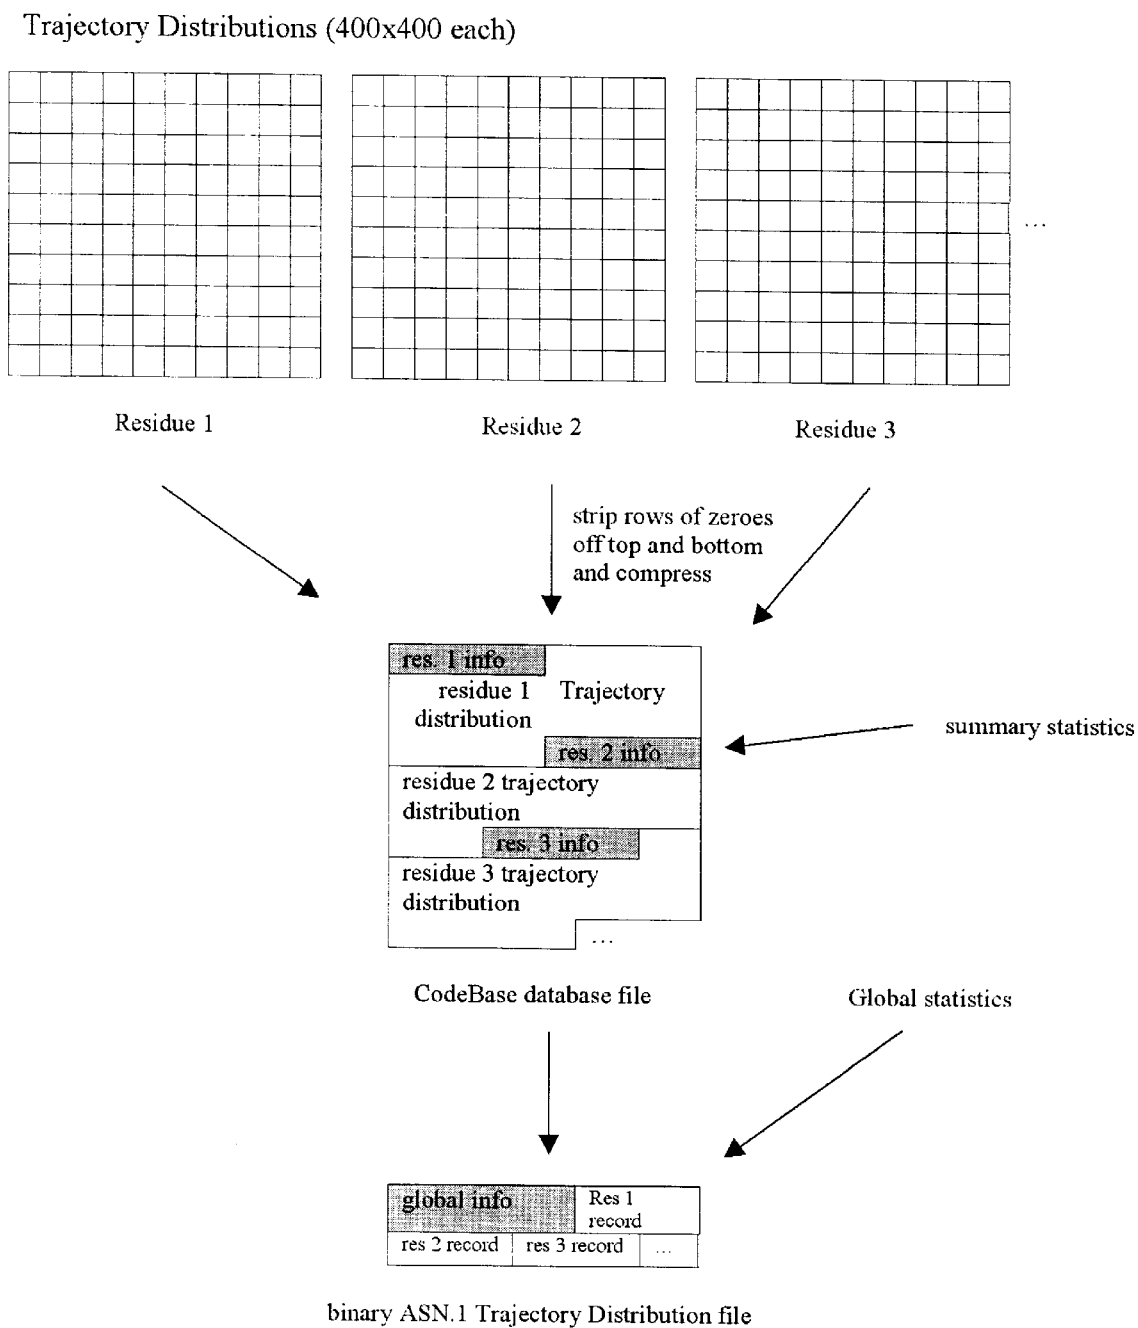 Trajectory Distributions (400x400 each)
...
Residue 1
Residue 2
Residue 3
strip rows of zeroes
off top and bottom
and compress
res. 1 info
residue 1 Trajectory
distribution
summary statistics
res. 2 info
residue 2 trajectory
distribution
res. 3 info
residue 3 trajectory
distribution
...
CodeBase database file
Global statistics
global info
Res 1
record
res 2 record
res 3 record
...
binary ASN.1 Trajectory Distribution file